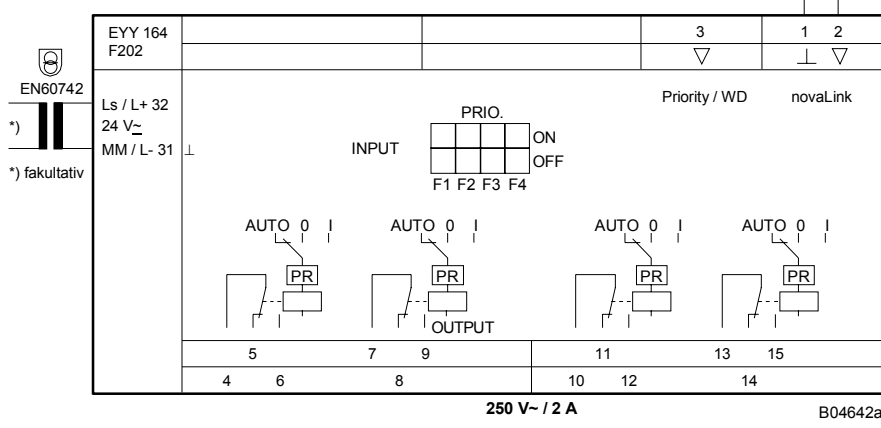 EYY 164
F202
3
1 2
EN60742
Ls / L+ 32
24 V~
MM / L- 31 ⊥
*)
*) fakultativ
Priority / WD
novaLink
PRIO.
INPUT
ON
OFF
F1 F2 F3 F4
AUTO 0 I
AUTO 0 I
AUTO 0 I
AUTO 0 I
PR
PR
PR
PR
OUTPUT
5 7 9 11 13 15
4 6 8 10 12 14
250 V~ / 2 A
B04642a